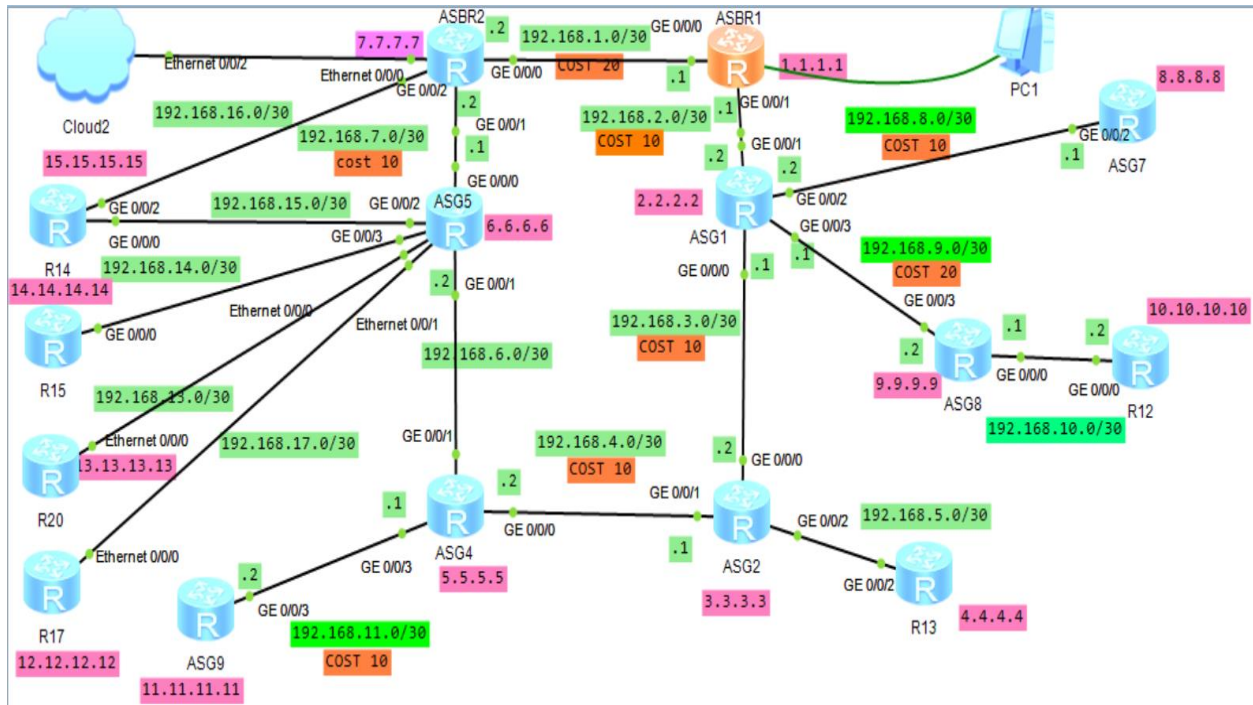 ASBR2
GE 0/0/0
ASBR1
.2
192.168.1.0/30
7.7.7.7
Ethernet 0/0/2
Ethernet 0/0/0
GE 0/0/0
COST 20
.1
1.1.1.1
PC1
8.8.8.8
GE 0/0/2
Cloud2
192.168.16.0/30
.2
GE 0/0/1
192.168.7.0/30
cost 10
.1
GE 0/0/0
192.168.2.0/30
COST 10
.1
GE 0/0/1
GE 0/0/1
.2
.2
192.168.8.0/30
COST 10
GE 0/0/2
.1
ASG7
15.15.15.15
R
GE 0/0/2
192.168.15.0/30
GE 0/0/2
ASG5
6.6.6.6
2.2.2.2
GE 0/0/2
ASG1
GE 0/0/3
.1
192.168.9.0/30
COST 20
R14
GE 0/0/0
192.168.14.0/30
GE 0/0/3
14.14.14.14
Ethernet 0/0/0
.2
GE 0/0/1
GE 0/0/0
.1
GE 0/0/3
10.10.10.10
GE 0/0/0
R15
Ethernet 0/0/1
192.168.6.0/30
192.168.3.0/30
COST 10
.2
.1
.2
GE 0/0/0
GE 0/0/0
9.9.9.9
ASG8
R12
192.168.10.0/30
192.168.13.0/30
Ethernet 0/0/0
192.168.17.0/30
13.13.13.13
R20
GE 0/0/1
192.168.4.0/30
COST 10
.2
GE 0/0/0
.1
.2
GE 0/0/0
GE 0/0/1
.1
GE 0/0/2
192.168.5.0/30
Ethernet 0/0/0
ASG4
5.5.5.5
ASG2
3.3.3.3
GE 0/0/2
R13
4.4.4.4
GE 0/0/3
.2
GE 0/0/3
R17
12.12.12.12
ASG9
11.11.11.11
192.168.11.0/30
COST 10
R
R
R
R
R
R
R
R
R
R
R
R
R
R